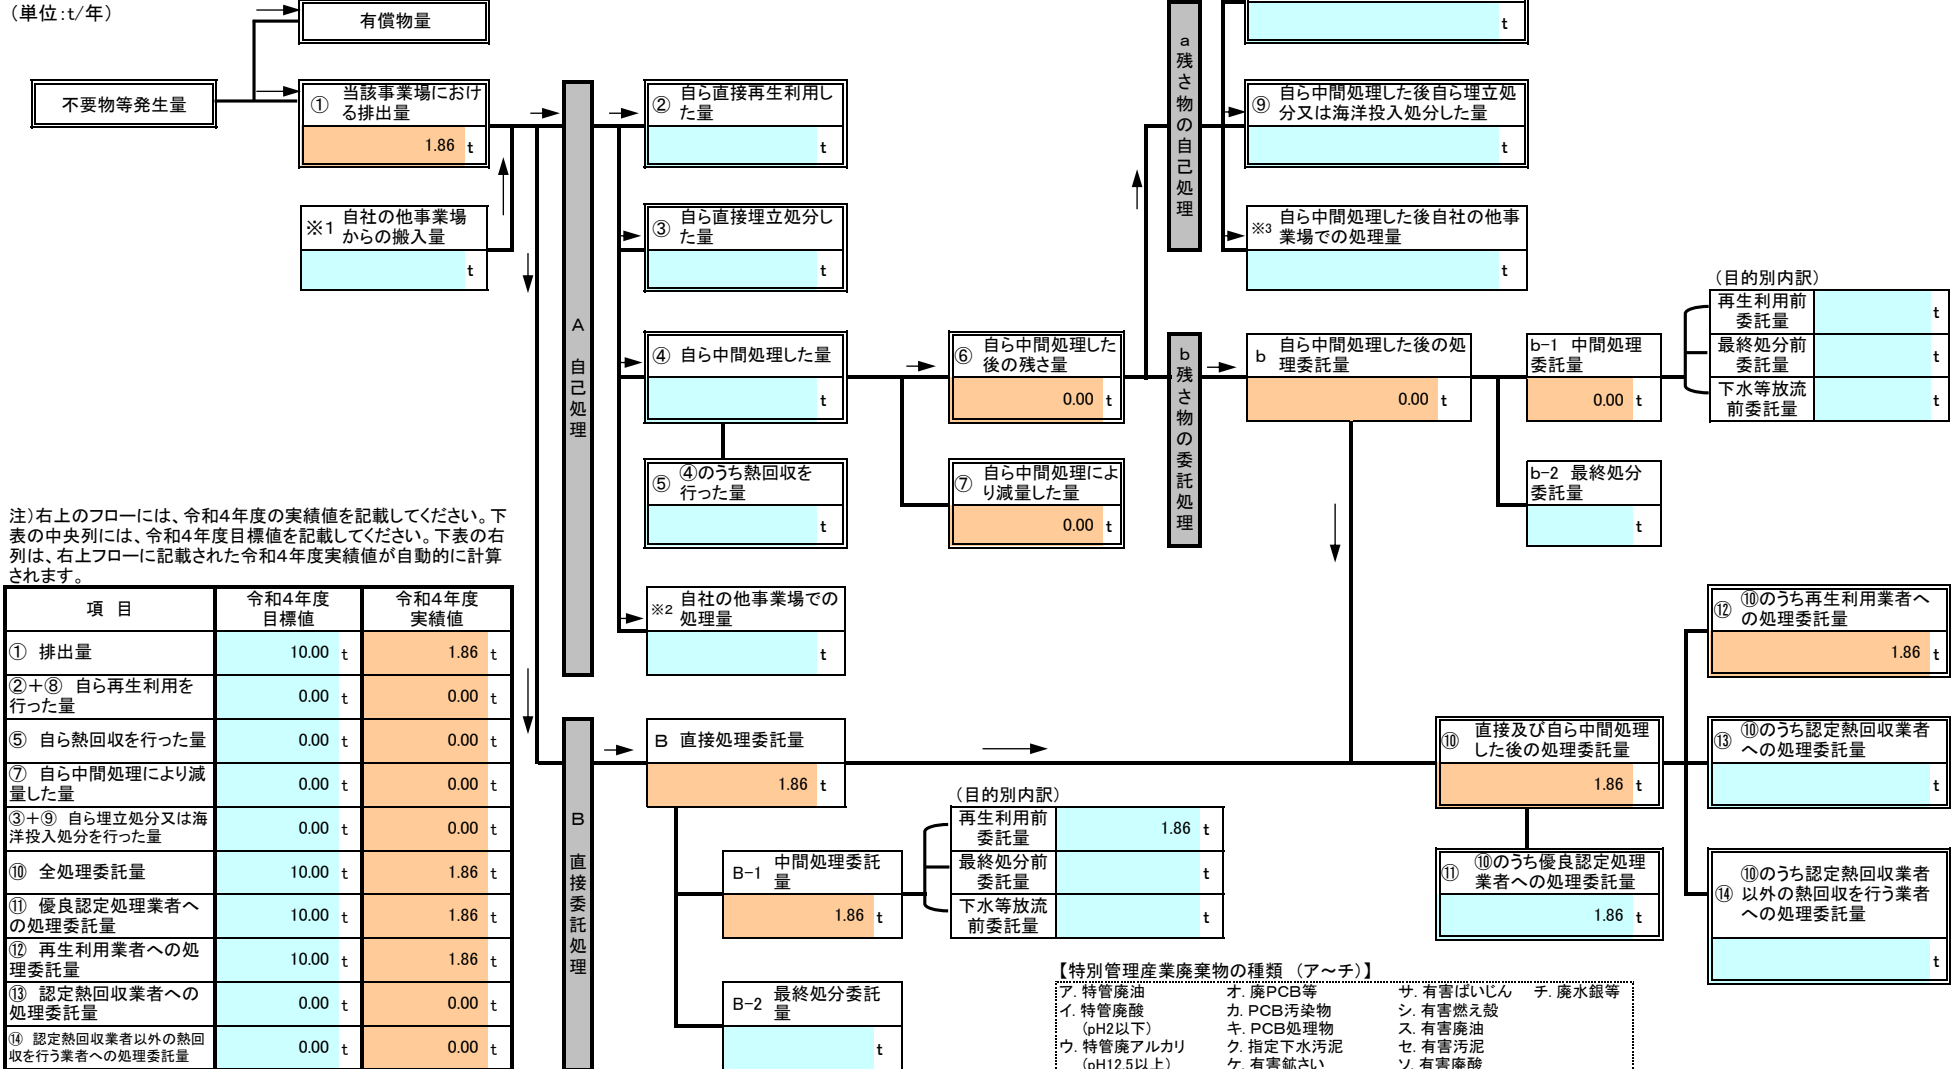 （単位：t/年）
有償物量
不要物等発生量
① 当該事業場におけ
る排出量
1.86 t
※1 自社の他事業場
からの搬入量
t
A 自己処理
② 自ら直接再生利用し
た量
t
③ 自ら直接埋立処分し
た量
t
④ 自ら中間処理した量
t
⑤ ④のうち熱回収を
行った量
t
※2 自社の他事業場での
処理量
t
⑥ 自ら中間処理した
後の残さ量
0.00 t
⑦ 自ら中間処理によ
り減量した量
0.00 t
a 残さ物の自己処理
t
⑨ 自ら中間処理した後自ら埋立処
分又は海洋投入処分した量
t
※3 自ら中間処理した後自社の他事
業場での処理量
t
b 残さ物の委託処理
b 自ら中間処理した後の処
理委託量
0.00 t
b-1 中間処理
委託量
0.00 t
b-2 最終処分
委託量
t
（目的別内訳）
再生利用前
委託量
t
最終処分前
委託量
t
下水等放流
前委託量
t
注）右上のフローには、令和4年度の実績値を記載してください。下
表の中央列には、令和4年度目標値を記載してください。下表の右
列は、右上フローに記載された令和4年度実績値が自動的に計算
されます。
項 目 令和4年度 目標値 令和4年度 実績値
① 排出量 10.00 t 1.86 t
②＋⑧ 自ら再生利用を
行った量 0.00 t 0.00 t
⑤ 自ら熱回収を行った量 0.00 t 0.00 t
⑦ 自ら中間処理により減
量した量 0.00 t 0.00 t
③＋⑨ 自ら埋立処分又は海
洋投入処分を行った量 0.00 t 0.00 t
⑩ 全処理委託量 10.00 t 1.86 t
⑪ 優良認定処理業者へ
の処理委託量 10.00 t 1.86 t
⑫ 再生利用業者への処
理委託量 10.00 t 1.86 t
⑬ 認定熱回収業者への
処理委託量 0.00 t 0.00 t
⑭ 認定熱回収業者以外の熱回
収を行う業者への処理委託量 0.00 t 0.00 t
B 直接委託処理
B 直接処理委託量
1.86 t
B-1 中間処理委託
量
1.86 t
B-2 最終処分委託
量
t
（目的別内訳）
再生利用前
委託量
1.86 t
最終処分前
委託量
t
下水等放流
前委託量
t
⑩ 直接及び自ら中間処理
した後の処理委託量
1.86 t
⑪ ⑩のうち優良認定処理
業者への処理委託量
1.86 t
⑫ ⑩のうち再生利用業者へ
の処理委託量
1.86 t
⑬ ⑩のうち認定熱回収業者
への処理委託量
t
⑭ ⑩のうち認定熱回収業者
以外の熱回収を行う業者
への処理委託量
t
【特別管理産業廃棄物の種類 （ア～チ）】
ア. 特管廃油 オ. 廃PCB等 サ. 有害ばいじん チ. 廃水銀等
イ. 特管廃酸 カ. PCB汚染物 シ. 有害燃え殻
（pH2以下） キ. PCB処理物 ス. 有害廃油
ウ. 特管廃アルカリ ク. 指定下水汚泥 セ. 有害汚泥
（pH12.5以上） ケ. 有害鉱さい ソ. 有害廃酸